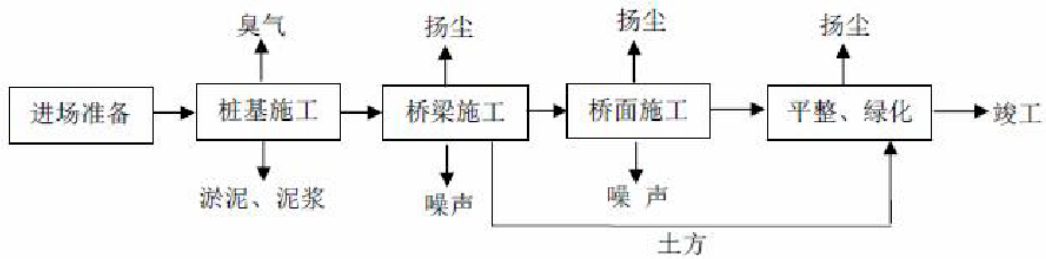 臭气
扬尘
扬尘
扬尘
进场准备
桩基施工
桥梁施工
桥面施工
平整、绿化
竣工
淤泥、泥浆
噪声
噪 声
土方